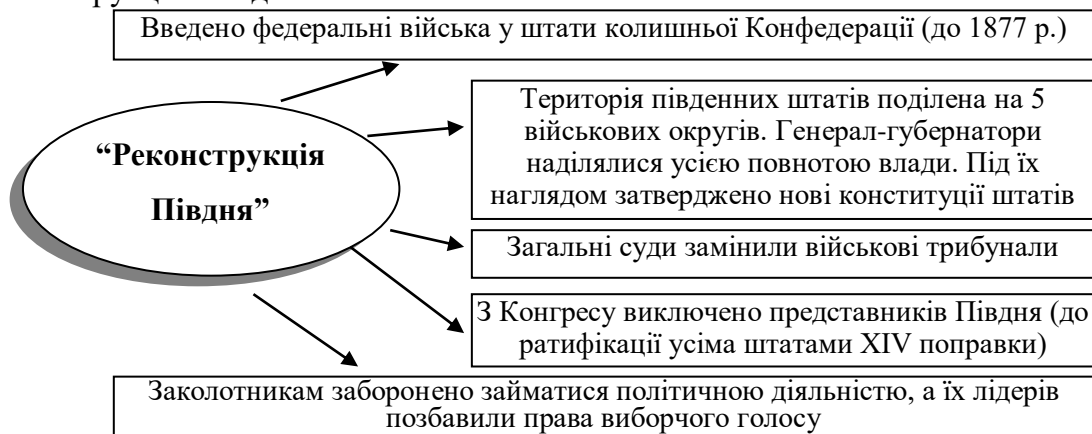 Введено федеральні війська у штати колишньої Конфедерації (до 1877 р.)
“Реконструкція
Півдня”
Територія південних штатів поділена на 5
військових округів. Генерал-губернатори
наділялися усією повнотою влади. Під їх
наглядом затверджено нові конституції штатів
Загальні суди замінили військові трибунали
З Конгресу виключено представників Півдня (до
ратифікації усіма штатами XIV поправки)
Заколотникам заборонено займатися політичною діяльністю, а їх лідерів
позбавили права виборчого голосу